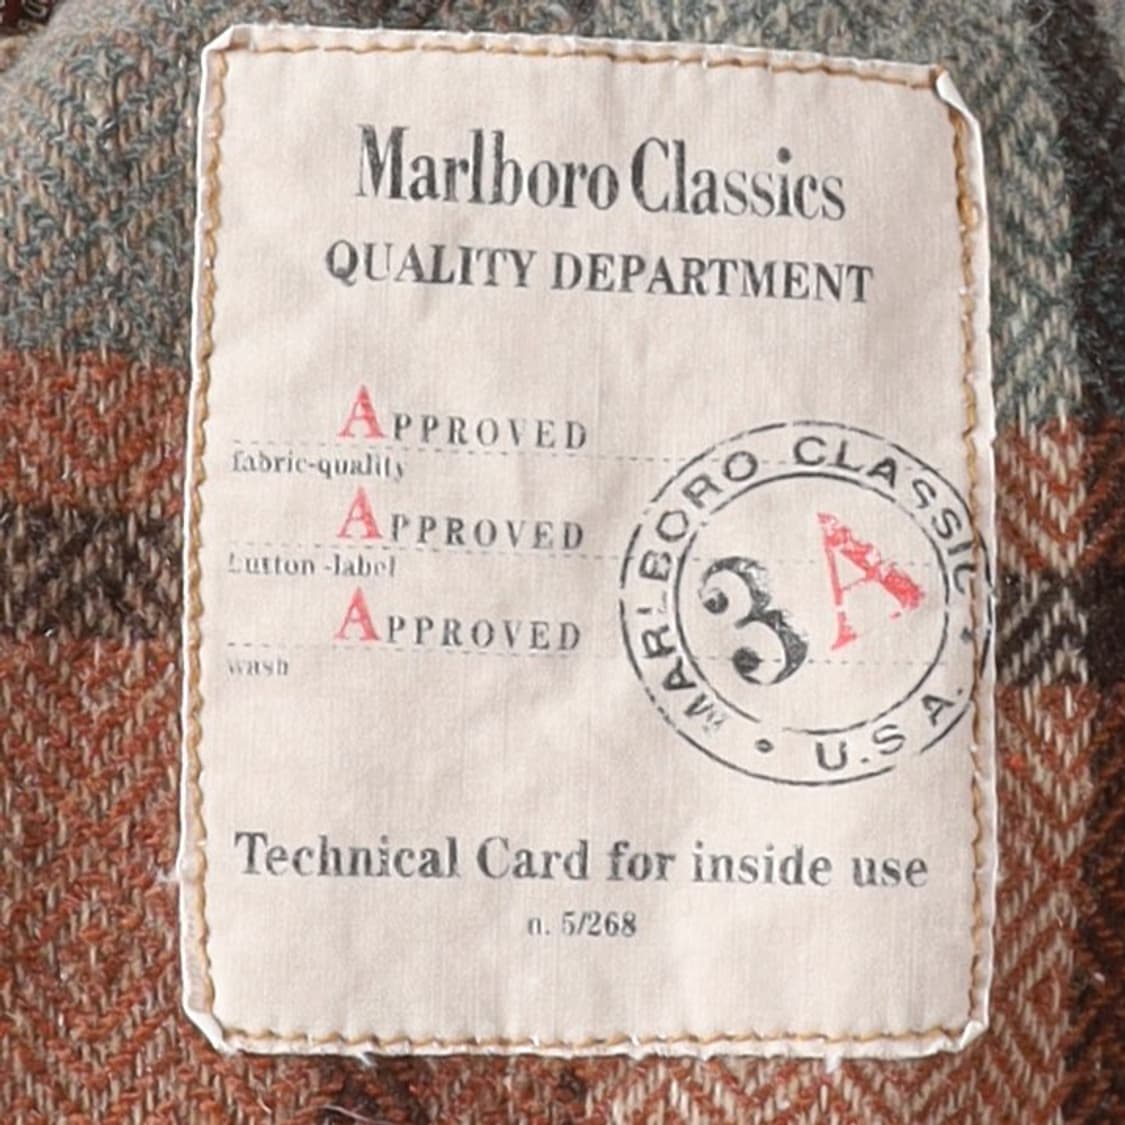 Marlboro Classics
QUALITY DEPARTMENT
APPROVED
fabric-quality
APPROVED
button -label
APPROVED
wash
MARLBORO CLASSIC
3 A
U.S.A.
Technical Card for inside use
n. 5/268